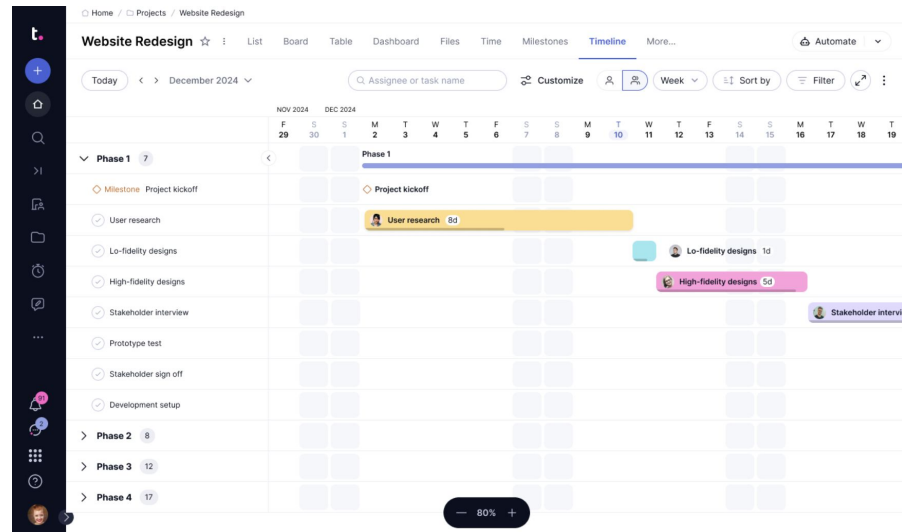 Home / Projects / Website Redesign
t.
Website Redesign List Board Table Dashboard Files Time Milestones Timeline More... Automate
Today < > December 2024 Assignee or task name Customize Week Sort by Filter
NOV 2024 DEC 2024
F S S M T W T F S S M T W T F S S M T W T
29 30 1 2 3 4 5 6 7 8 9 10 11 12 13 14 15 16 17 18 19
Phase 1 7 Phase 1
Milestone Project kickoff Project kickoff
User research User research 8d
Lo-fidelity designs Lo-fidelity designs 1d
High-fidelity designs High-fidelity designs 5d
Stakeholder interview Stakeholder intervi
Prototype test
Stakeholder sign off
Development setup
91
2
Phase 2 8
Phase 3 12
Phase 4 17
— 80% +